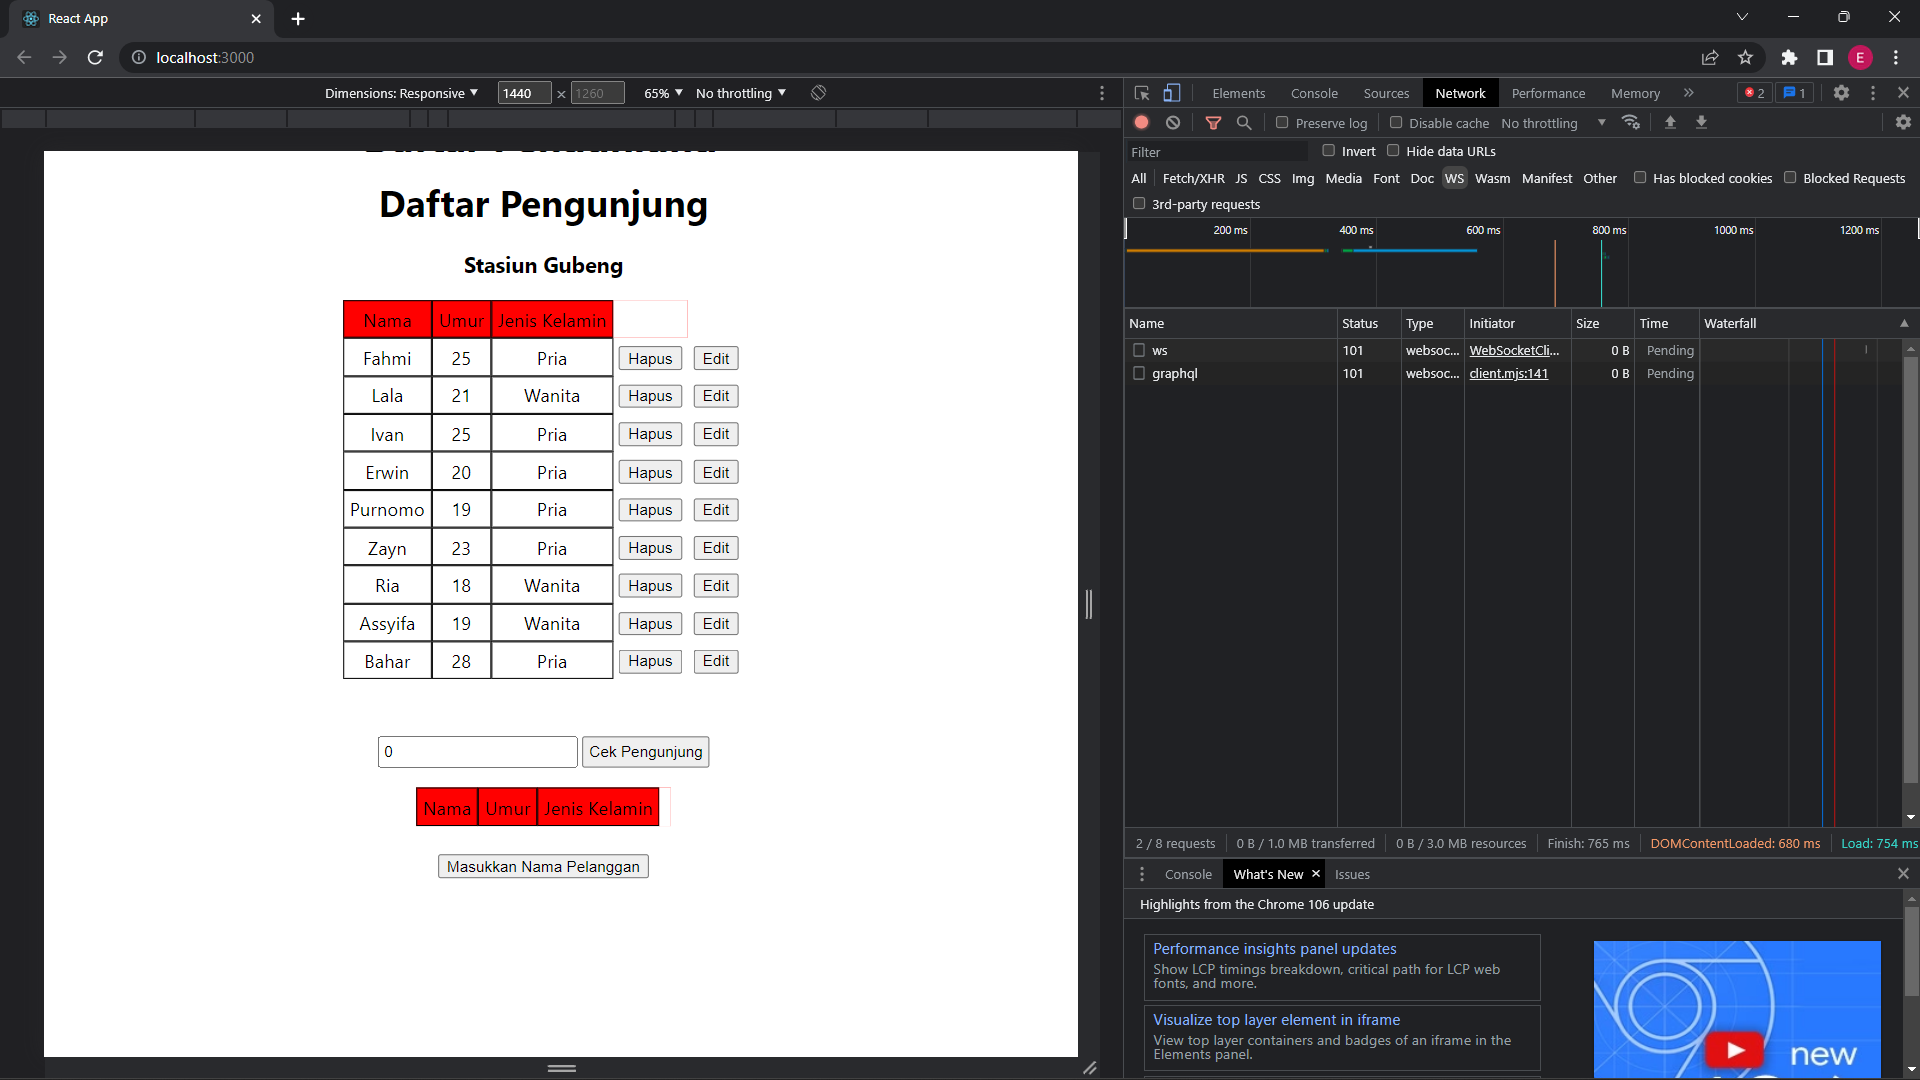 React App
localhost:3000
E
Dimensions: Responsive ▼ 1440 × 1260 65% ▼ No throttling ▼
Daftar Pengunjung
Stasiun Gubeng
Nama Umur Jenis Kelamin
Fahmi 25 Pria Hapus Edit
Lala 21 Wanita Hapus Edit
Ivan 25 Pria Hapus Edit
Erwin 20 Pria Hapus Edit
Purnomo 19 Pria Hapus Edit
Zayn 23 Pria Hapus Edit
Ria 18 Wanita Hapus Edit
Assyifa 19 Wanita Hapus Edit
Bahar 28 Pria Hapus Edit
0 Cek Pengunjung
Nama Umur Jenis Kelamin
Masukkan Nama Pelanggan
Elements Console Sources Network Performance Memory » 2 1
Preserve log Disable cache No throttling ▼
Filter Invert Hide data URLs
All Fetch/XHR JS CSS Img Media Font Doc WS Wasm Manifest Other Has blocked cookies Blocked Requests
3rd-party requests
200 ms 400 ms 600 ms 800 ms 1000 ms 1200 ms
Name Status Type Initiator Size Time Waterfall
ws 101 websoc... WebSocketCli... 0 B Pending
graphql 101 websoc... client.mjs:141 0 B Pending
2 / 8 requests 0 B / 1.0 MB transferred 0 B / 3.0 MB resources Finish: 765 ms DOMContentLoaded: 680 ms Load: 754 ms
Console What's New × Issues
Highlights from the Chrome 106 update
Performance insights panel updates
Show LCP timings breakdown, critical path for LCP web
fonts, and more.
Visualize top layer element in iframe
View top layer containers and badges of an iframe in the
Elements panel.
new